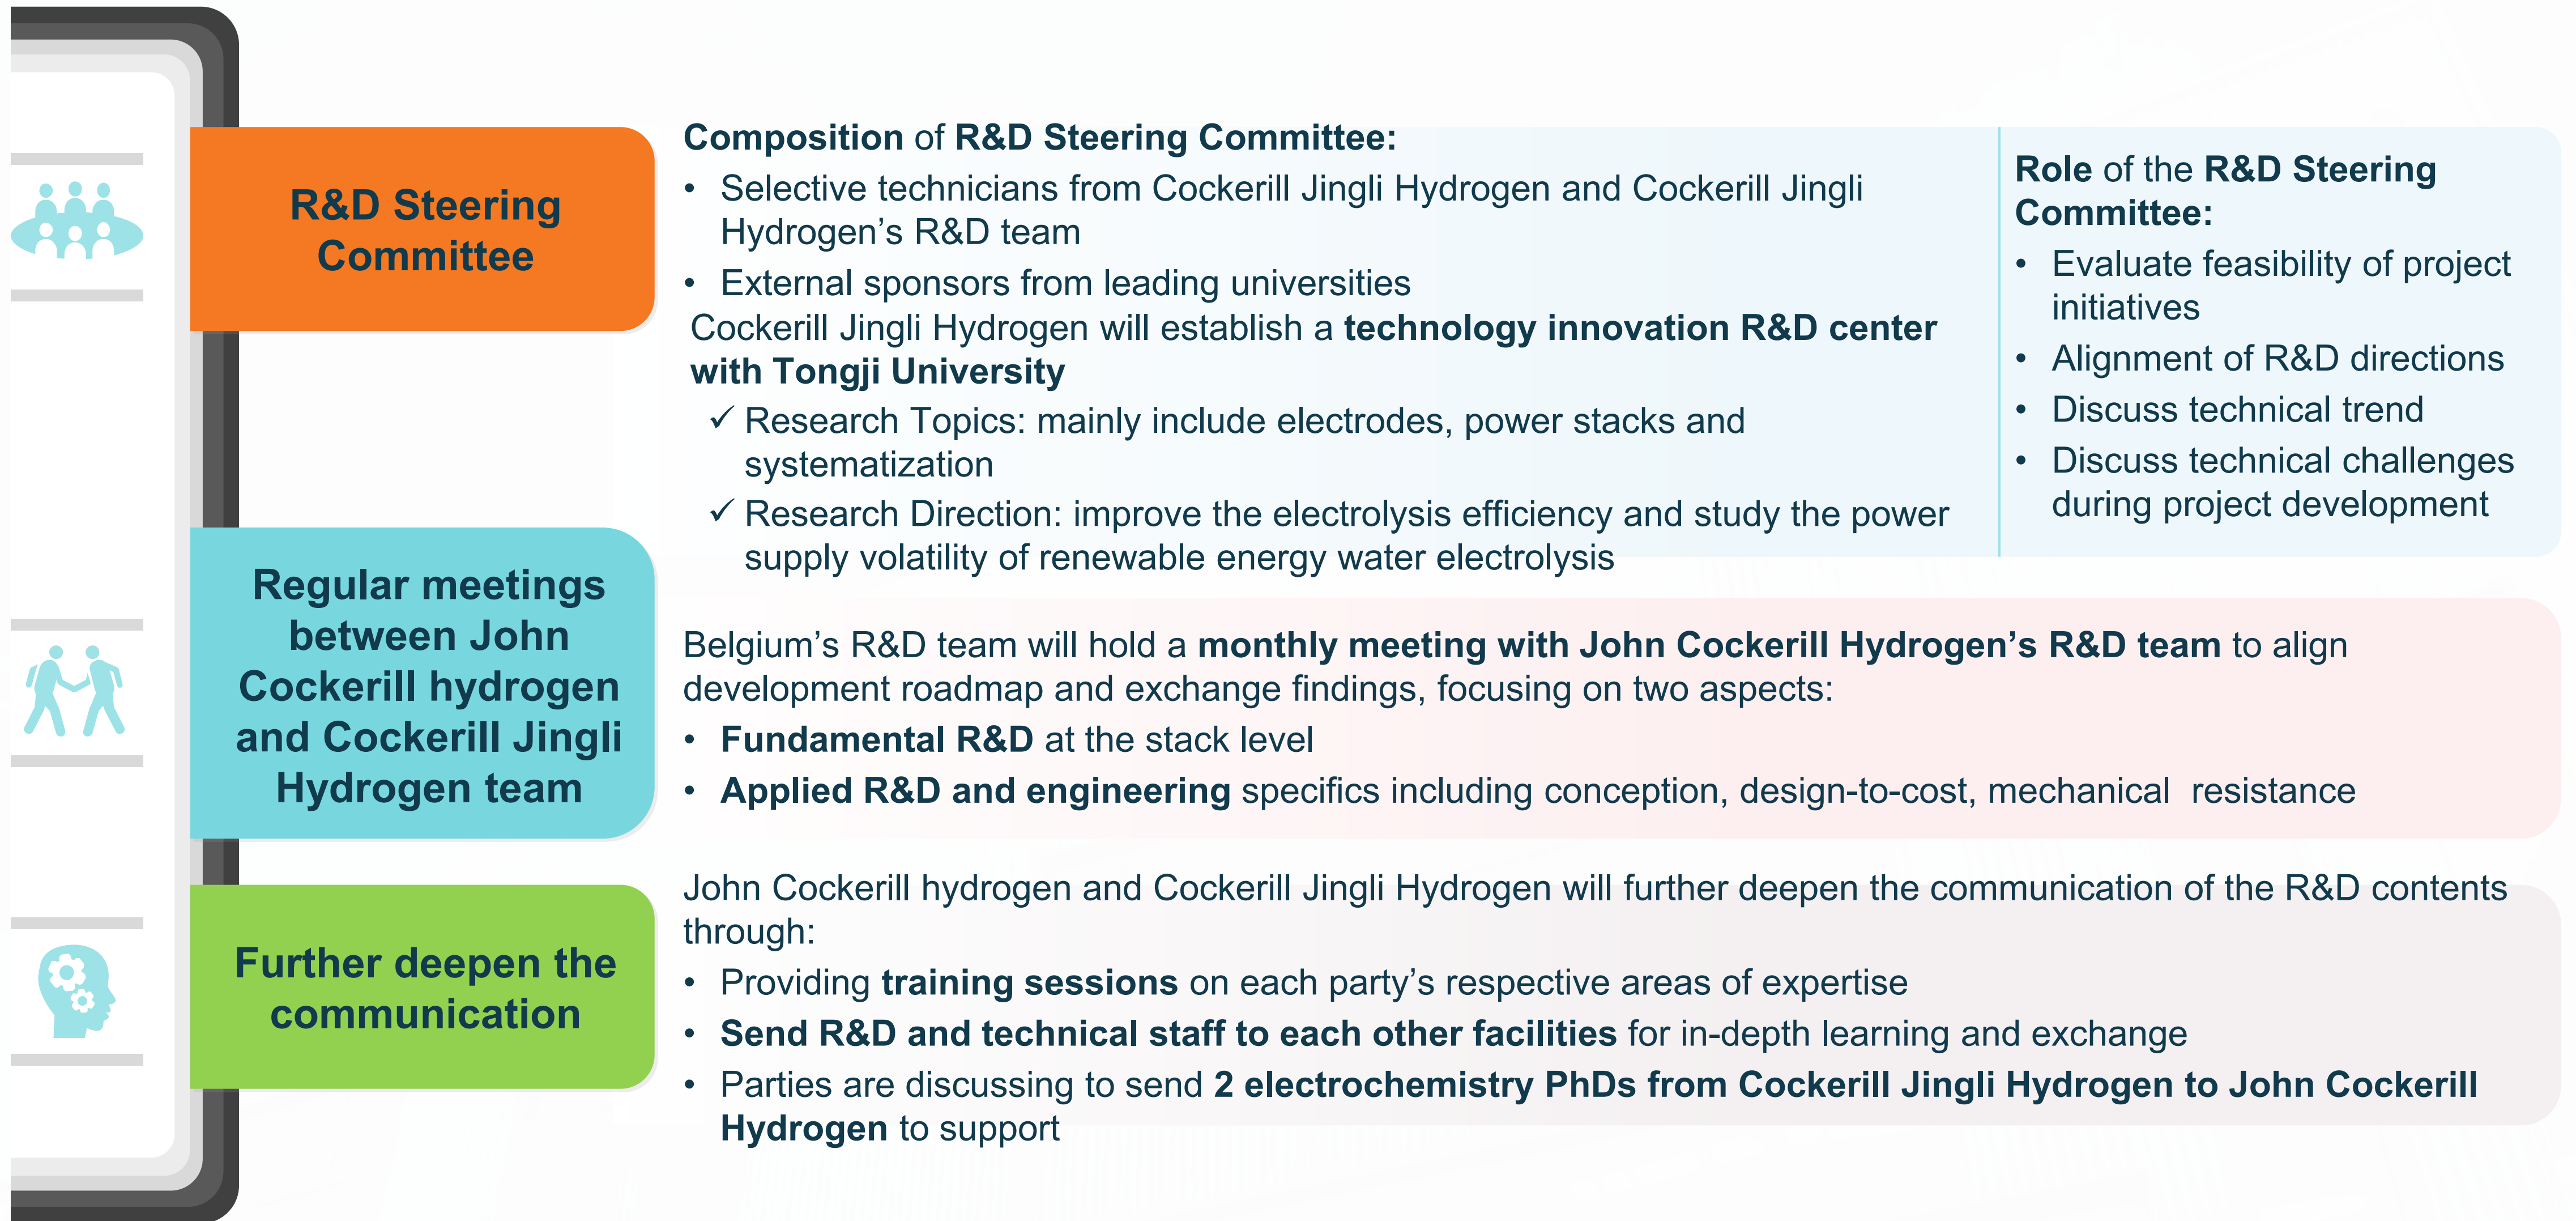 R&D Steering
Committee
Composition of R&D Steering Committee:
• Selective technicians from Cockerill Jingli Hydrogen and Cockerill Jingli
Hydrogen’s R&D team
• External sponsors from leading universities
Cockerill Jingli Hydrogen will establish a technology innovation R&D center
with Tongji University
✓ Research Topics: mainly include electrodes, power stacks and
systematization
✓ Research Direction: improve the electrolysis efficiency and study the power
supply volatility of renewable energy water electrolysis
Role of the R&D Steering
Committee:
• Evaluate feasibility of project
initiatives
• Alignment of R&D directions
• Discuss technical trend
• Discuss technical challenges
during project development
Regular meetings
between John
Cockerill hydrogen
and Cockerill Jingli
Hydrogen team
Belgium’s R&D team will hold a monthly meeting with John Cockerill Hydrogen’s R&D team to align
development roadmap and exchange findings, focusing on two aspects:
• Fundamental R&D at the stack level
• Applied R&D and engineering specifics including conception, design-to-cost, mechanical  resistance
Further deepen the
communication
John Cockerill hydrogen and Cockerill Jingli Hydrogen will further deepen the communication of the R&D contents
through:
• Providing training sessions on each party’s respective areas of expertise
• Send R&D and technical staff to each other facilities for in-depth learning and exchange
• Parties are discussing to send 2 electrochemistry PhDs from Cockerill Jingli Hydrogen to John Cockerill
Hydrogen to support